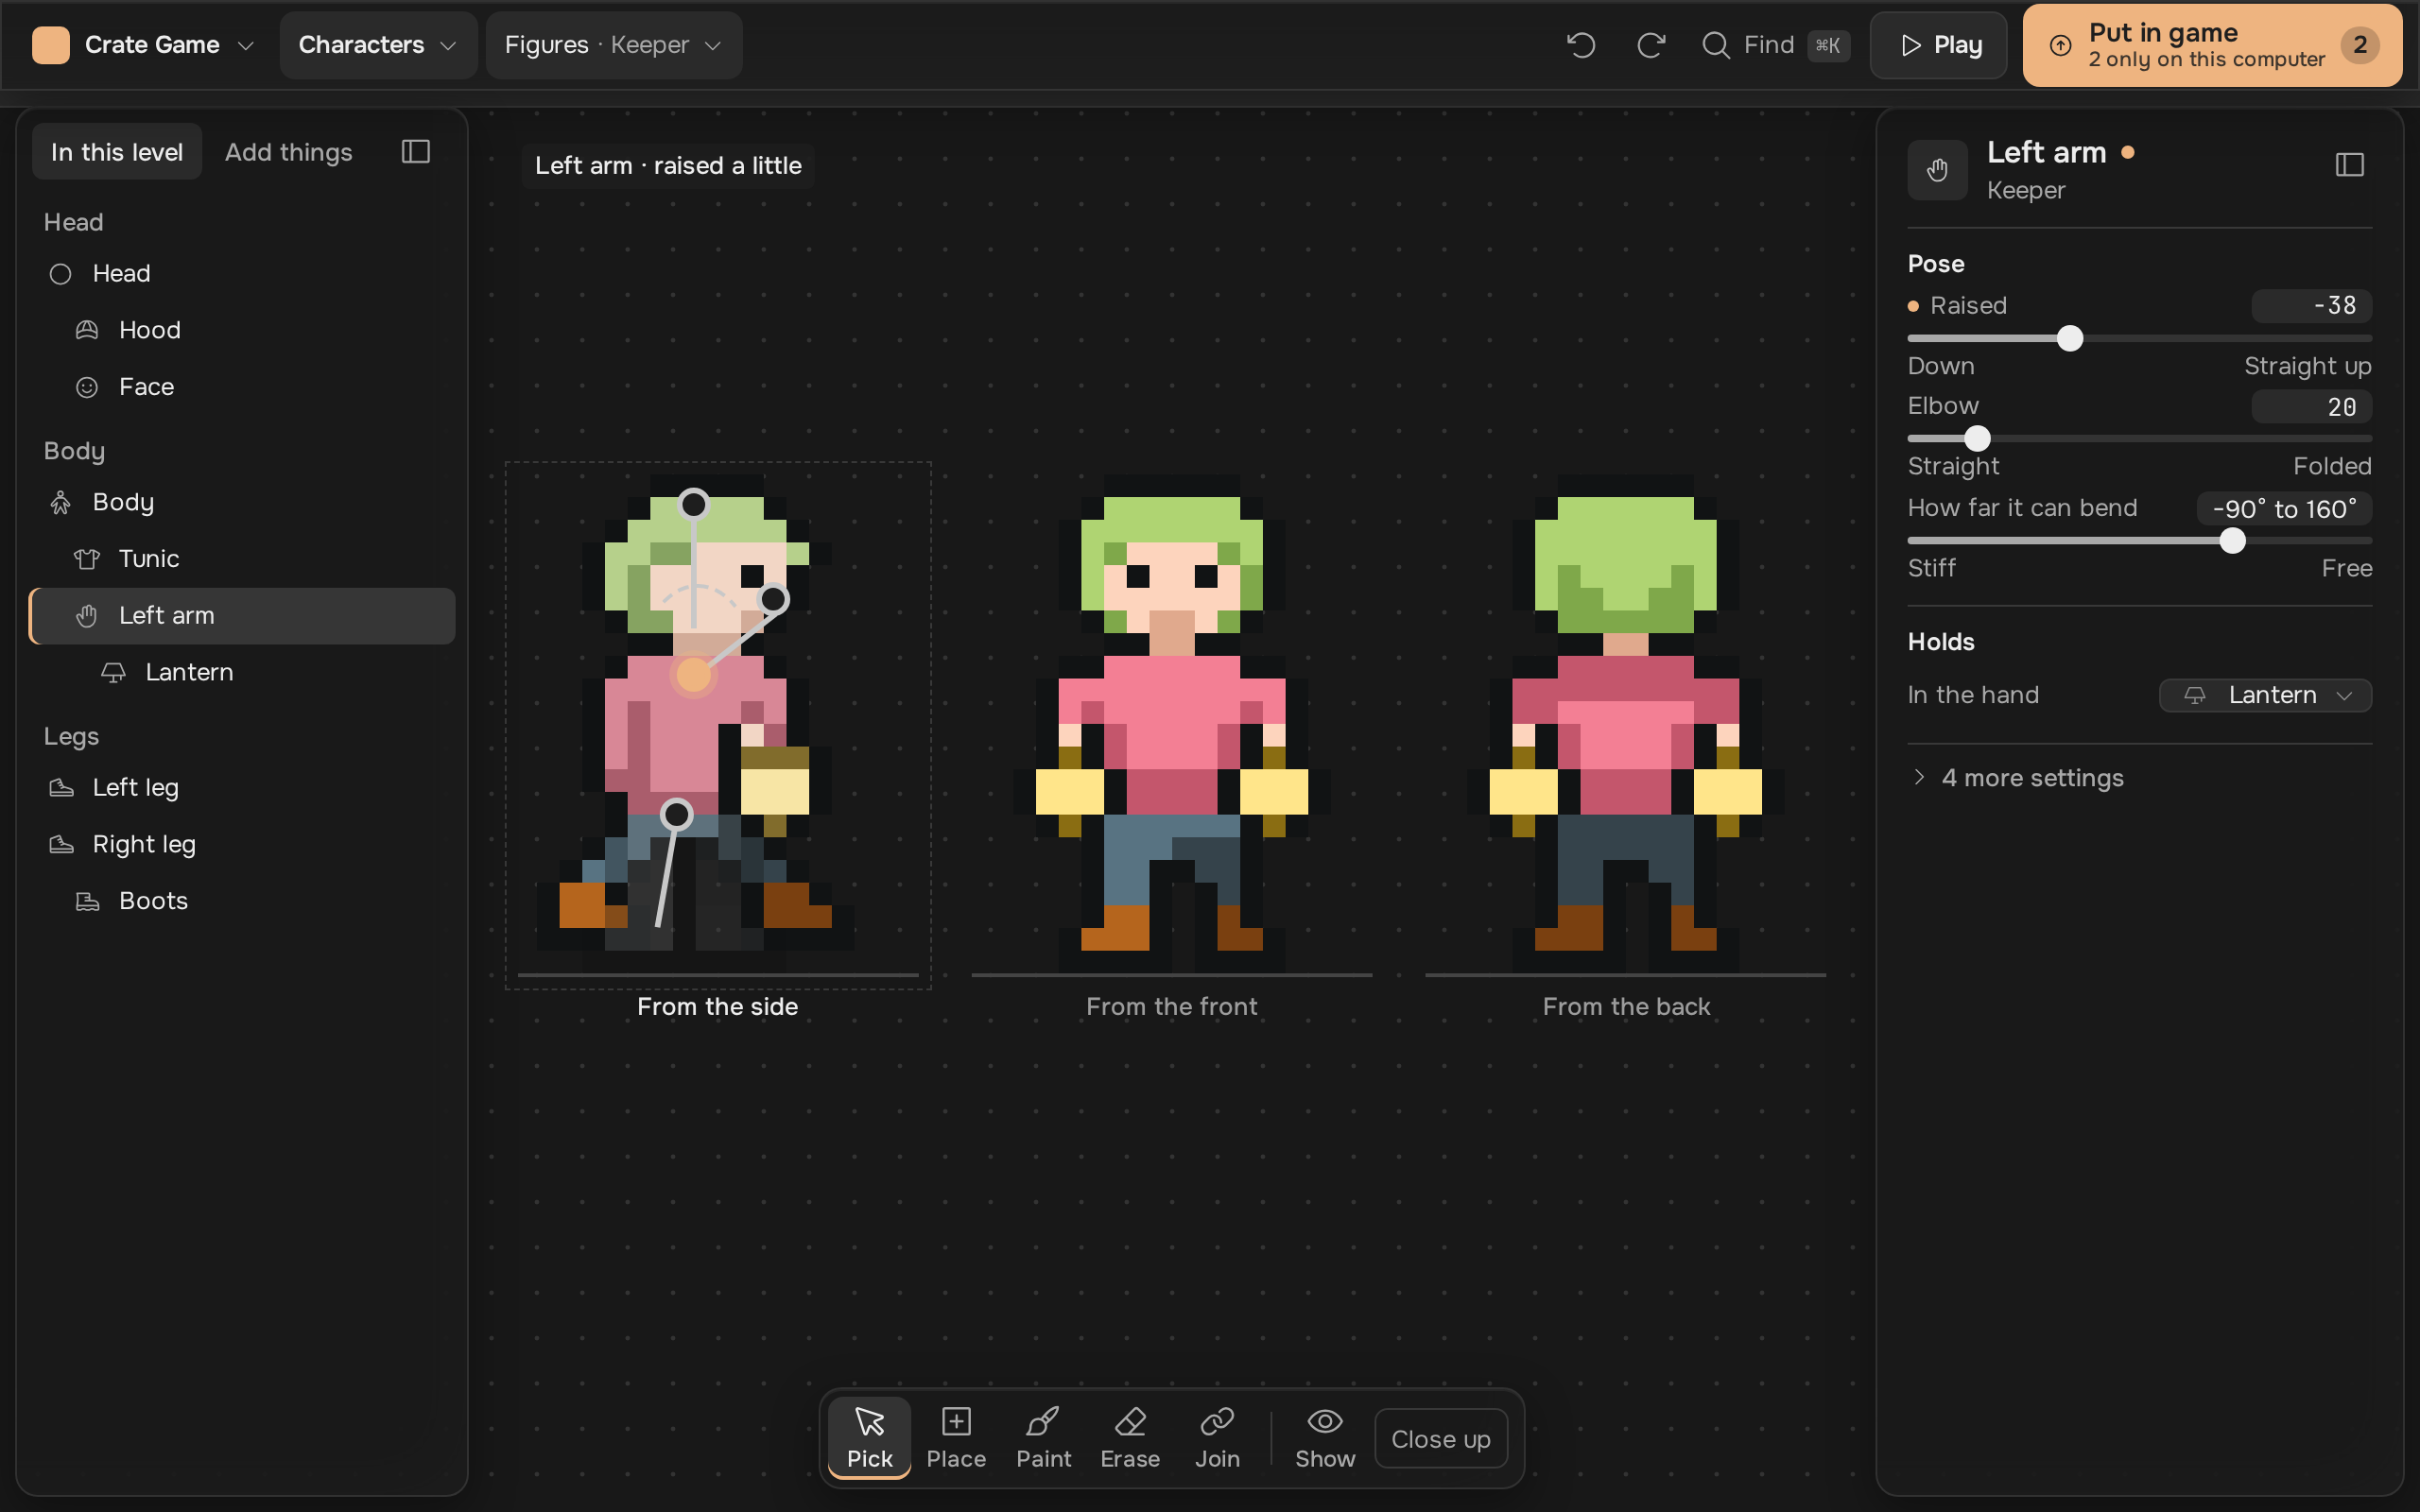 Crate Game
Characters
Figures · Keeper
Find ⌘K
Play
Put in game
2 only on this computer
2
In this level
Add things
Head
Head
Hood
Face
Body
Body
Tunic
Left arm
Lantern
Legs
Left leg
Right leg
Boots
Left arm · raised a little
From the side
From the front
From the back
Pick
Place
Paint
Erase
Join
Show
Close up
Left arm
Keeper
Pose
Raised -38
Down Straight up
Elbow 20
Straight Folded
How far it can bend -90° to 160°
Stiff Free
Holds
In the hand Lantern
4 more settings